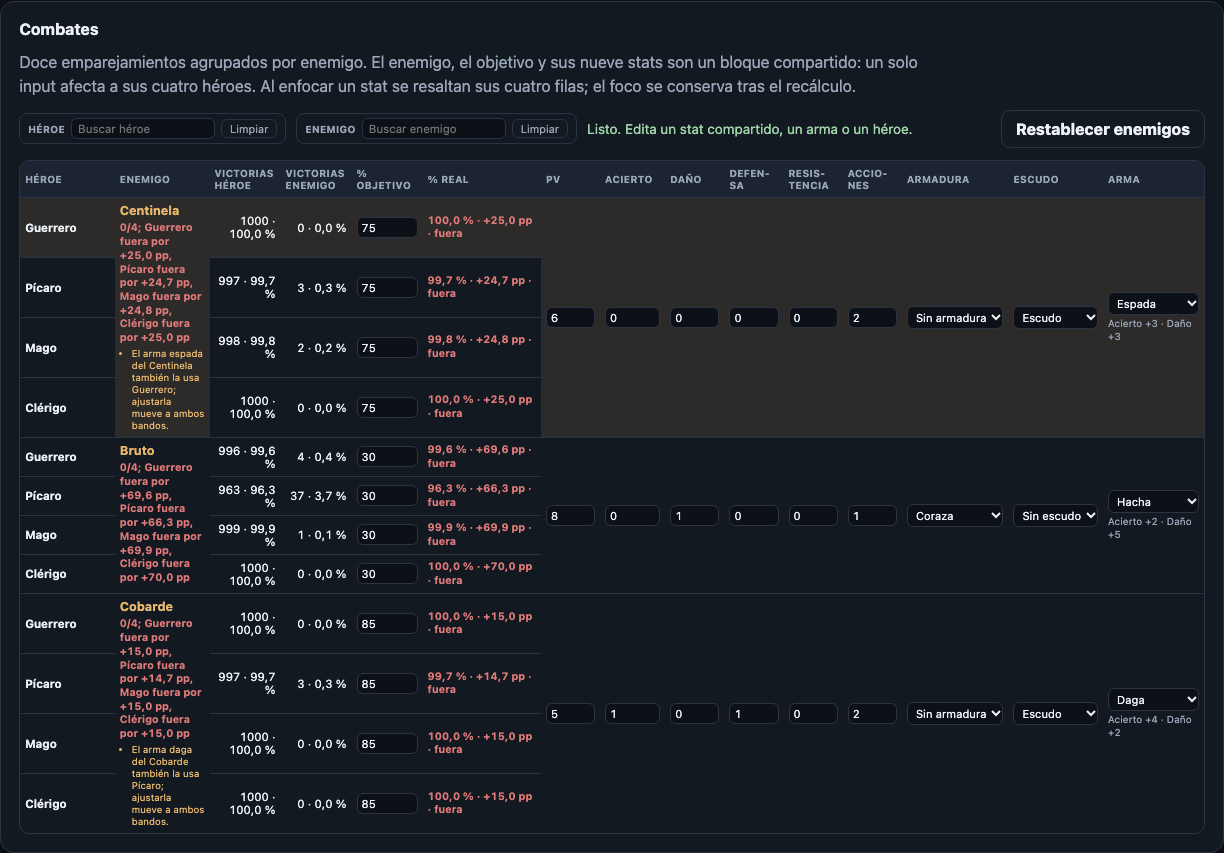 Combates
Doce emparejamientos agrupados por enemigo. El enemigo, el objetivo y sus nueve stats son un bloque compartido: un solo
input afecta a sus cuatro héroes. Al enfocar un stat se resaltan sus cuatro filas; el foco se conserva tras el recálculo.
HÉROE Buscar héroe Limpiar ENEMIGO Buscar enemigo Limpiar Listo. Edita un stat compartido, un arma o un héroe. Restablecer enemigos
HÉROE ENEMIGO VICTORIAS HÉROE VICTORIAS ENEMIGO % OBJETIVO % REAL PV ACIERTO DAÑO DEFEN-SA RESIS-TENCIA ACCIO-NES ARMADURA ESCUDO ARMA
Centinela
0/4; Guerrero
fuera por
+25,0 pp,
Pícaro fuera
por +24,7 pp,
Mago fuera por
+24,8 pp,
Clérigo fuera
por +25,0 pp
• El arma espada
del Centinela
también la usa
Guerrero;
ajustarla
mueve a ambos
bandos.
Guerrero 1000 · 100,0 % 0 · 0,0 % 75 100,0 % · +25,0 pp · fuera
Pícaro 997 · 99,7 % 3 · 0,3 % 75 99,7 % · +24,7 pp · fuera
Mago 998 · 99,8 % 2 · 0,2 % 75 99,8 % · +24,8 pp · fuera
Clérigo 1000 · 100,0 % 0 · 0,0 % 75 100,0 % · +25,0 pp · fuera
6 0 0 0 0 2 Sin armadura Escudo Espada
Acierto +3 · Daño
+3
Bruto
0/4; Guerrero
fuera por
+69,6 pp,
Pícaro fuera
por +66,3 pp,
Mago fuera por
+69,9 pp,
Clérigo fuera
por +70,0 pp
Guerrero 996 · 99,6 % 4 · 0,4 % 30 99,6 % · +69,6 pp · fuera
Pícaro 963 · 96,3 % 37 · 3,7 % 30 96,3 % · +66,3 pp · fuera
Mago 999 · 99,9 % 1 · 0,1 % 30 99,9 % · +69,9 pp · fuera
Clérigo 1000 · 100,0 % 0 · 0,0 % 30 100,0 % · +70,0 pp · fuera
8 0 1 0 0 1 Coraza Sin escudo Hacha
Acierto +2 · Daño
+5
Cobarde
0/4; Guerrero
fuera por
+15,0 pp,
Pícaro fuera
por +14,7 pp,
Mago fuera por
+15,0 pp,
Clérigo fuera
por +15,0 pp
• El arma daga
del Cobarde
también la usa
Pícaro;
ajustarla
mueve a ambos
bandos.
Guerrero 1000 · 100,0 % 0 · 0,0 % 85 100,0 % · +15,0 pp · fuera
Pícaro 997 · 99,7 % 3 · 0,3 % 85 99,7 % · +14,7 pp · fuera
Mago 1000 · 100,0 % 0 · 0,0 % 85 100,0 % · +15,0 pp · fuera
Clérigo 1000 · 100,0 % 0 · 0,0 % 85 100,0 % · +15,0 pp · fuera
5 1 0 1 0 2 Sin armadura Escudo Daga
Acierto +4 · Daño
+2